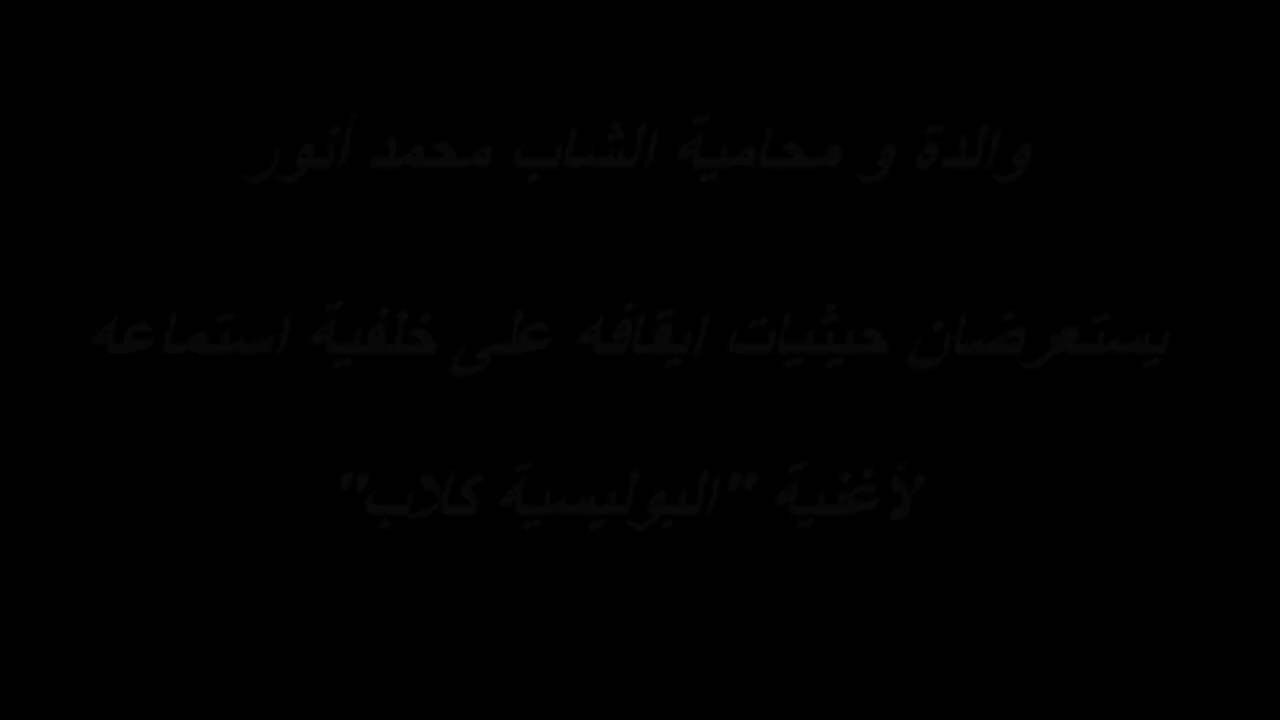 والدة و محامية الشاب محمد أنور
يستعرضان حيثيات ايقافه على خلفية استماعه
لأغنية "البوليسية كلاب"